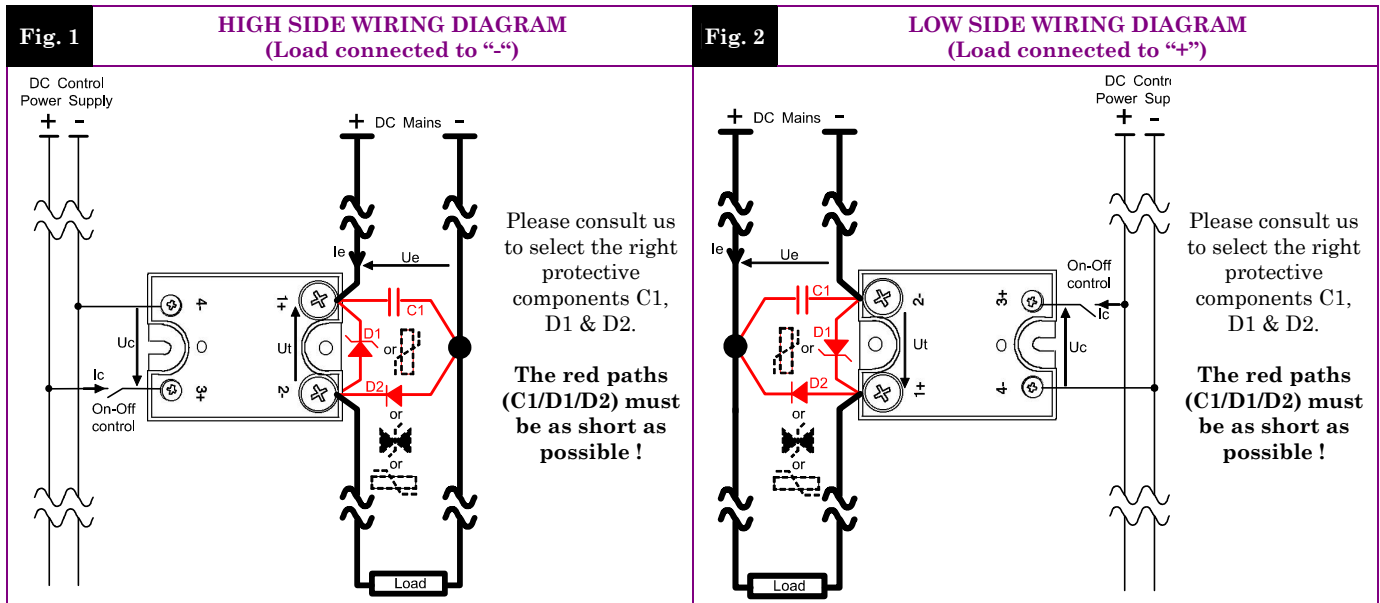 Fig. 1
HIGH SIDE WIRING DIAGRAM
(Load connected to “-“)
DC Control
Power Supply
+ -
+ DC Mains -
Ie
Ue
4-
1+
C1
Uc
Ut
D1
or
Ic
3+
2-
D2
On-Off
control
or
or
Load
Please consult us
to select the right
protective
components C1,
D1 & D2.
The red paths
(C1/D1/D2) must
be as short as
possible !
Fig. 2
LOW SIDE WIRING DIAGRAM
(Load connected to “+”)
DC Contro
Power Sup
+ -
+ DC Mains -
Ie
Ue
C1
2-
3+
On-Off
control
Ic
D1
or
Ut
Uc
D2
1+
4-
or
or
Load
Please consult us
to select the right
protective
components C1,
D1 & D2.
The red paths
(C1/D1/D2) must
be as short as
possible !